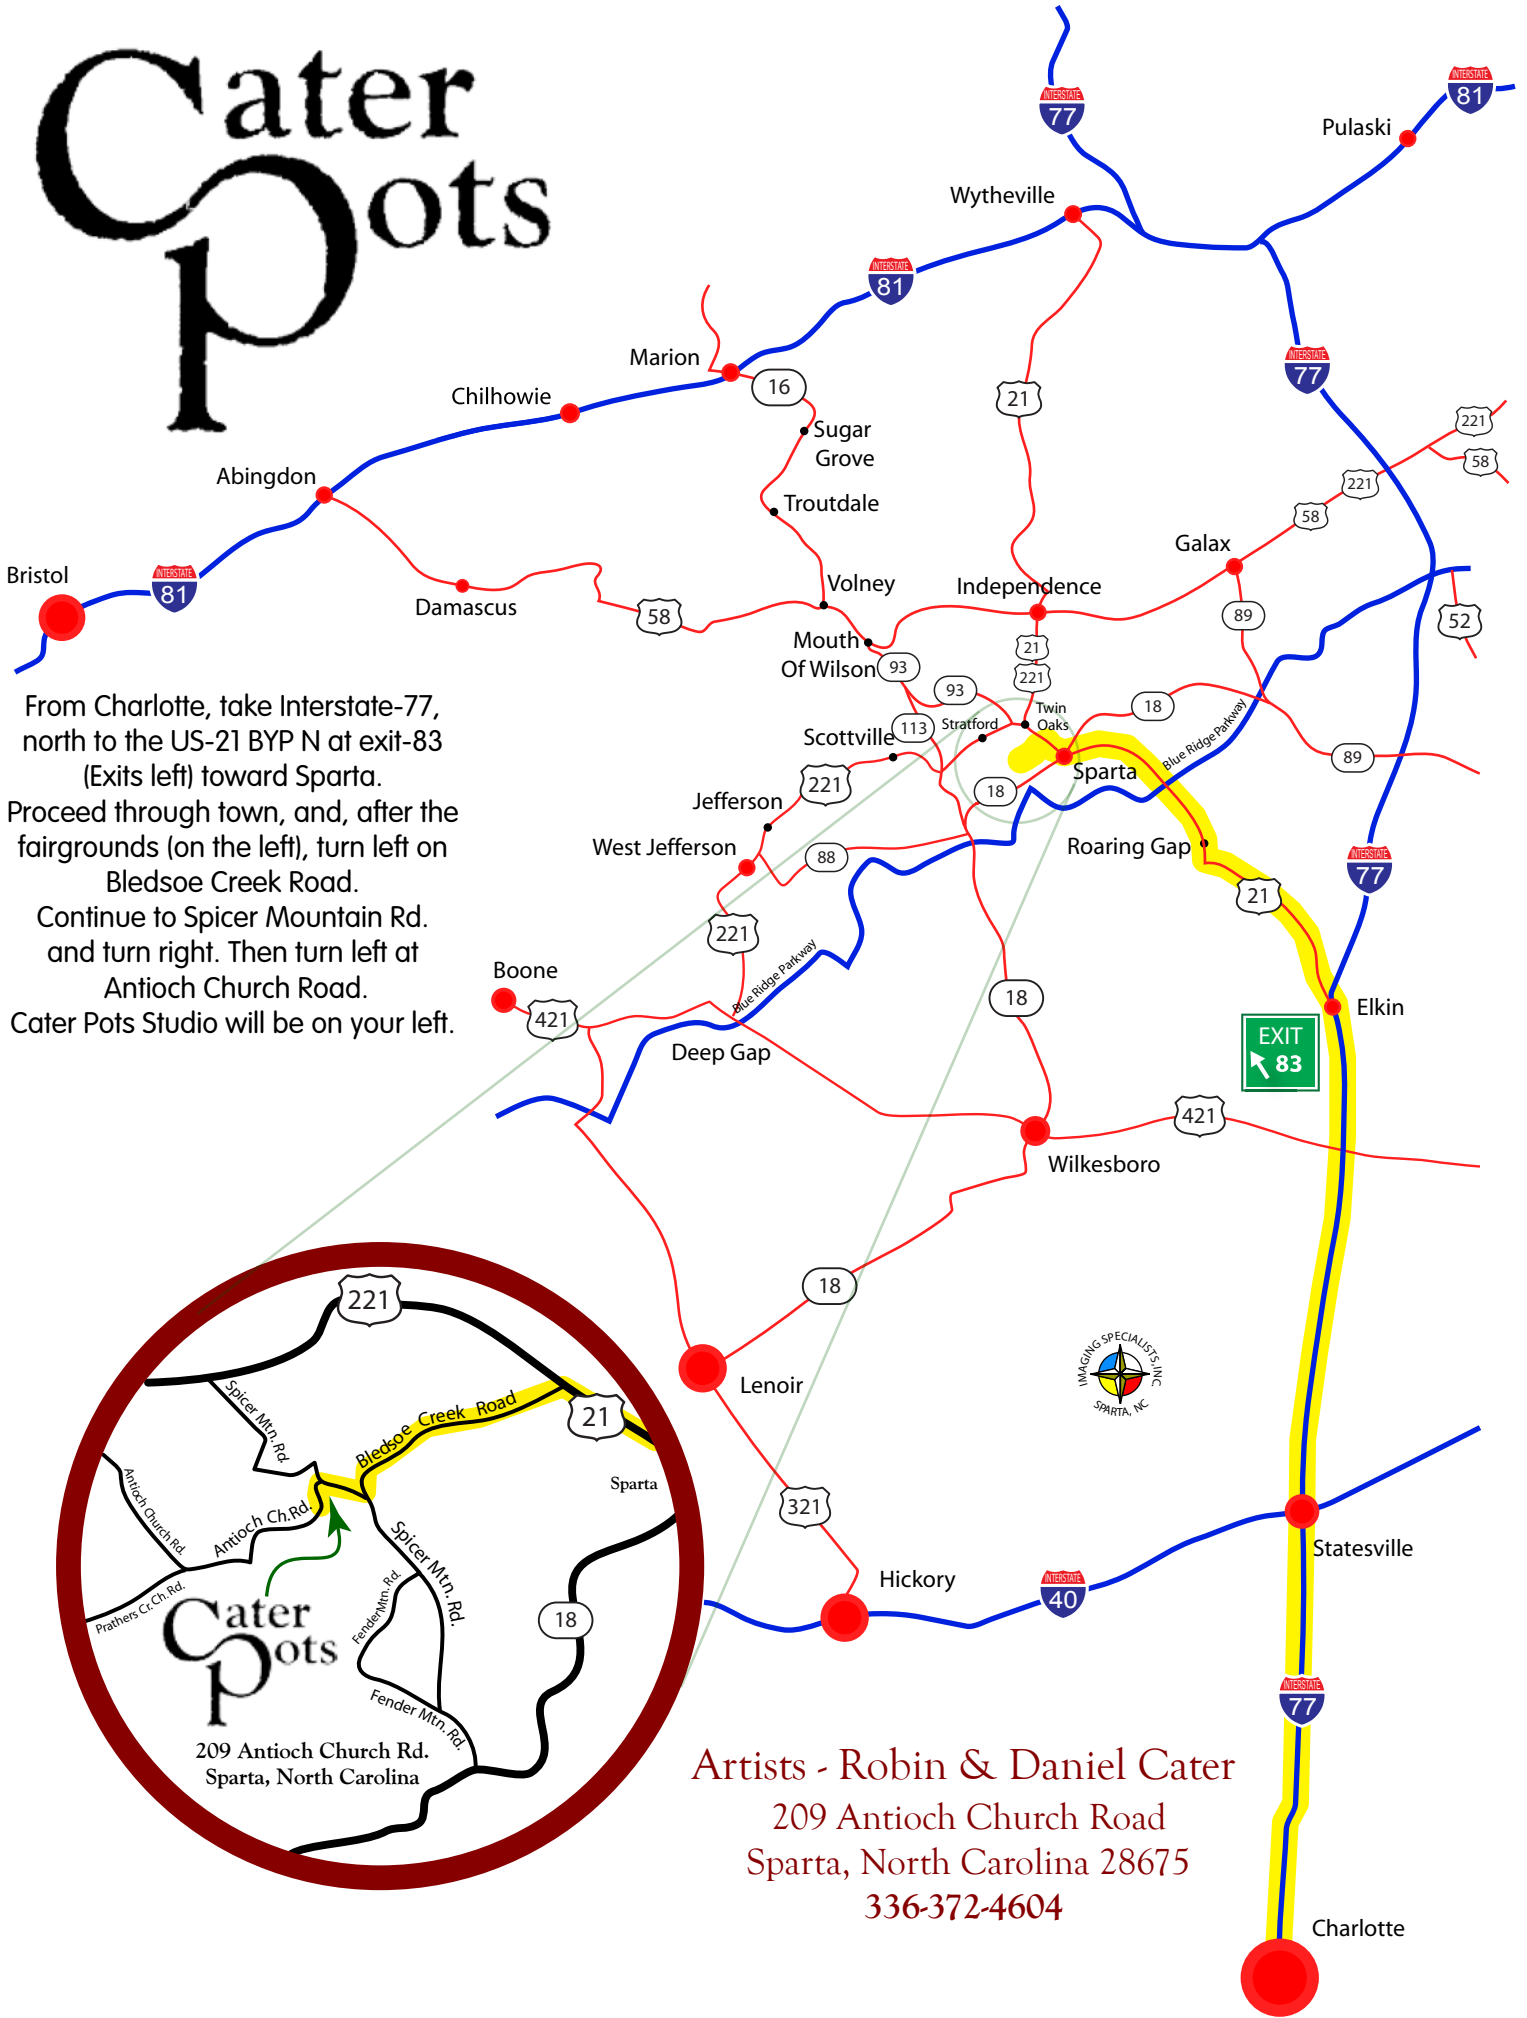 Cater
Pots
INTERSTATE
77
INTERSTATE
81
Pulaski
Wytheville
INTERSTATE
81
Marion
16
Chilhowie
21
INTERSTATE
77
221
58
Sugar
Grove
Abingdon
221
Troutdale
58
Galax
Bristol
INTERSTATE
81
Damascus
58
Volney
Independence
89
52
Mouth
Of Wilson
93
21
221
93
18
113
Stratford
Twin
Oaks
Scottville
Blue Ridge Parkway
89
Sparta
221
18
Jefferson
West Jefferson
88
Roaring Gap
INTERSTATE
77
21
221
Blue Ridge Parkway
Boone
421
18
Elkin
Deep Gap
EXIT
83
421
Wilkesboro
From Charlotte, take Interstate-77,
north to the US-21 BYP N at exit-83
(Exits left) toward Sparta.
Proceed through town, and, after the
fairgrounds (on the left), turn left on
Bledsoe Creek Road.
Continue to Spicer Mountain Rd.
and turn right. Then turn left at
Antioch Church Road.
Cater Pots Studio will be on your left.
18
Lenoir
IMAGING SPECIALISTS, INC
SPARTA, NC
321
Hickory
INTERSTATE
40
Statesville
INTERSTATE
77
Charlotte
221
Spicer Mtn. Rd.
Bledsoe Creek Road
21
Sparta
Antioch Church Rd.
Antioch Ch.Rd.
Spicer Mtn. Rd.
Prathers Cr. Ch. Rd.
Fender Mtn. Rd.
18
Cater
Pots
Fender Mtn. Rd.
209 Antioch Church Rd.
Sparta, North Carolina
Artists - Robin & Daniel Cater
209 Antioch Church Road
Sparta, North Carolina 28675
336-372-4604